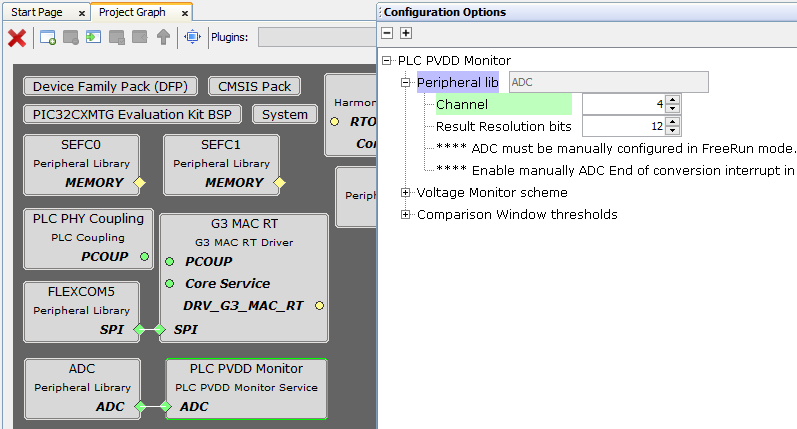 Start Page
Project Graph
Plugins:
Device Family Pack (DFP)
CMSIS Pack
PIC32CXMTG Evaluation Kit BSP
System
Harmon
RTO
Cor
SEFC0
Peripheral Library
MEMORY
SEFC1
Peripheral Library
MEMORY
Periph
PLC PHY Coupling
PLC Coupling
PCOUP
G3 MAC RT
G3 MAC RT Driver
PCOUP
Core Service
DRV_G3_MAC_RT
SPI
FLEXCOM5
Peripheral Library
SPI
ADC
Peripheral Library
ADC
PLC PVDD Monitor
PLC PVDD Monitor Service
ADC
Configuration Options
PLC PVDD Monitor
Peripheral lib ADC
Channel 4
Result Resolution bits 12
**** ADC must be manually configured in FreeRun mode.
**** Enable manually ADC End of conversion interrupt in
Voltage Monitor scheme
Comparison Window thresholds